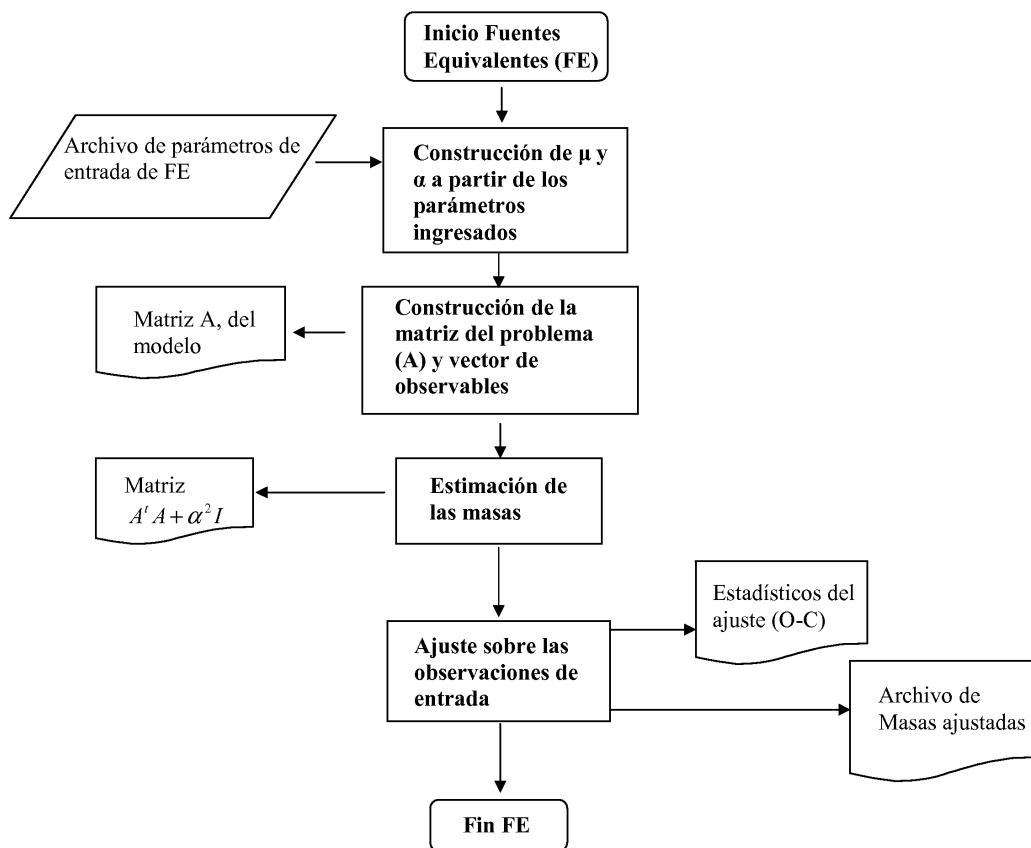 Inicio Fuentes
Equivalentes (FE)
Archivo de parámetros de
entrada de FE
Construcción de μ y
α a partir de los
parámetros
ingresados
Matriz A, del
modelo
Construcción de la
matriz del problema
(A) y vector de
observables
Matriz
AᵗA + α²I
Estimación de
las masas
Estadísticos del
ajuste (O-C)
Ajuste sobre las
observaciones de
entrada
Archivo de
Masas ajustadas
Fin FE